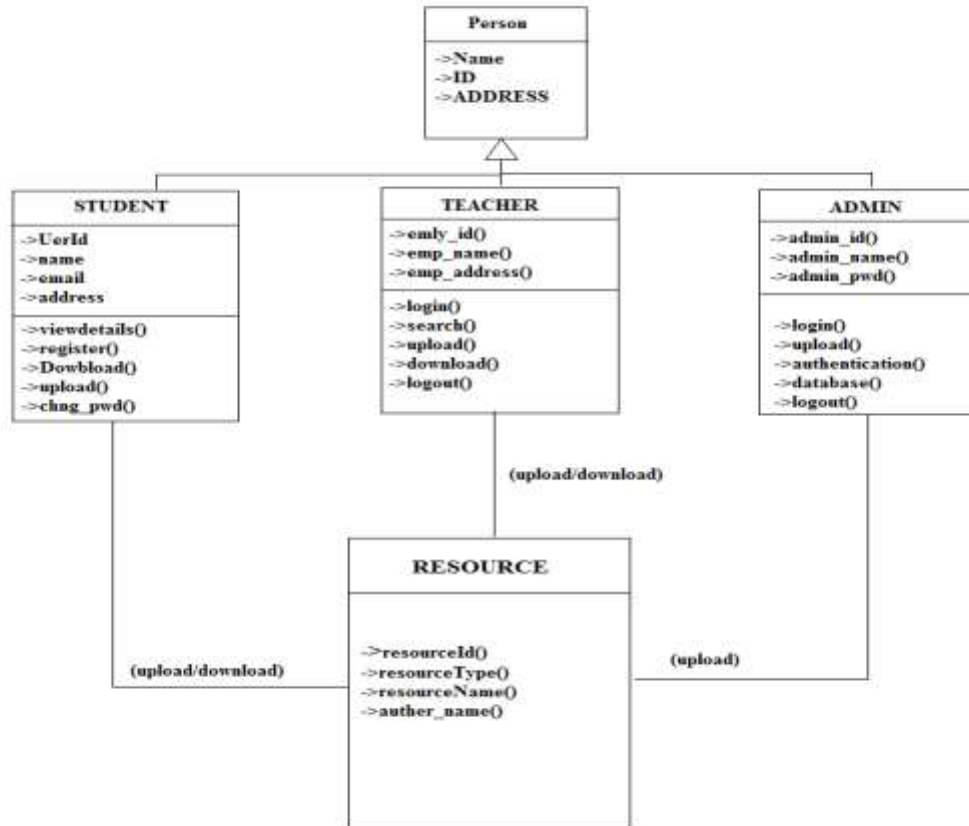 Person
->Name
->ID
->ADDRESS
STUDENT
->UerId
->name
->email
->address
->viewdetails()
->register()
->Dowbload()
->upload()
->chng_pwd()
TEACHER
->emly_id()
->emp_name()
->emp_address()
->login()
->search()
->upload()
->download()
->logout()
ADMIN
->admin_id()
->admin_name()
->admin_pwd()
->login()
->upload()
->authentication()
->database()
->logout()
(upload/download)
(upload/download)
(upload)
RESOURCE
->resourceId()
->resourceType()
->resourceName()
->auther_name()